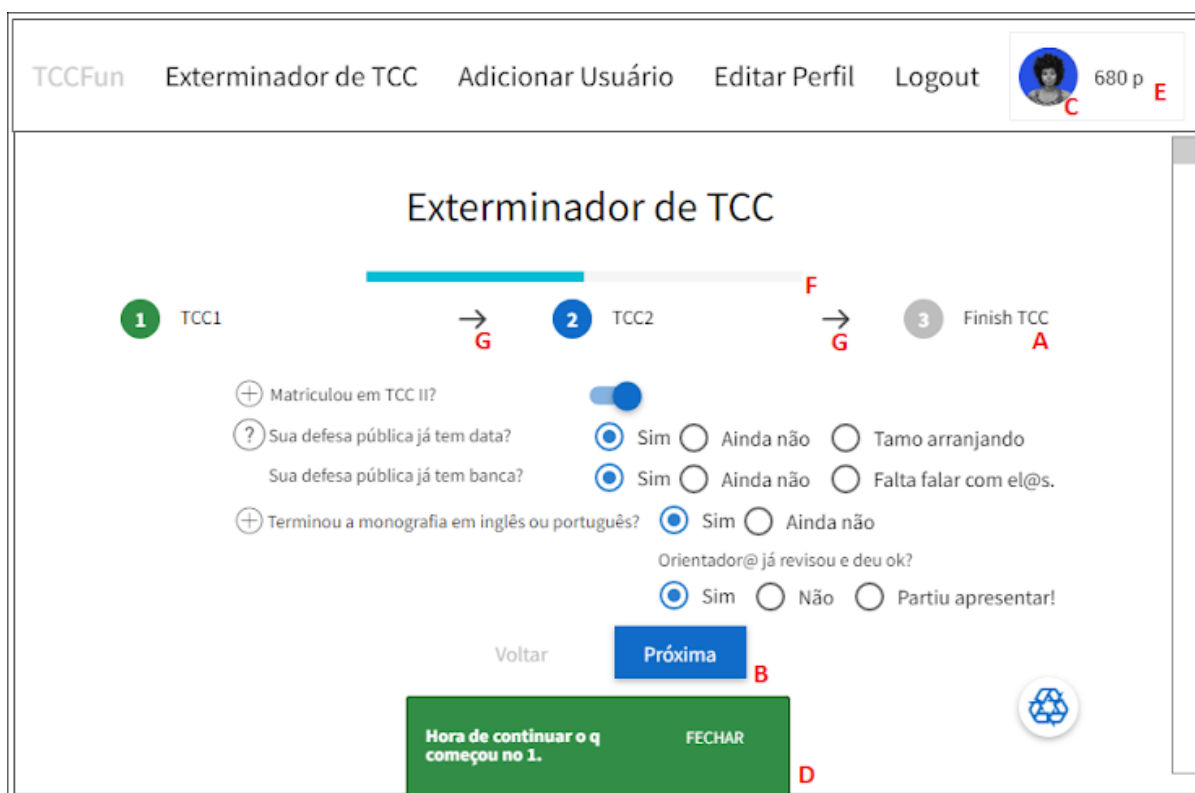 TCCFun Exterminador de TCC Adicionar Usuário Editar Perfil Logout 680 p E
C
Exterminador de TCC
F
1 TCC1 → 2 TCC2 → 3 Finish TCC
G G A
+ Matriculou em TCC II?
? Sua defesa pública já tem data? Sim Ainda não Tamo arranjando
Sua defesa pública já tem banca? Sim Ainda não Falta falar com el@s.
+ Terminou a monografia em inglês ou português? Sim Ainda não
Orientador@ já revisou e deu ok?
Sim Não Partiu apresentar!
Voltar Próxima
B
Hora de continuar o q FECHAR
começou no 1.
D